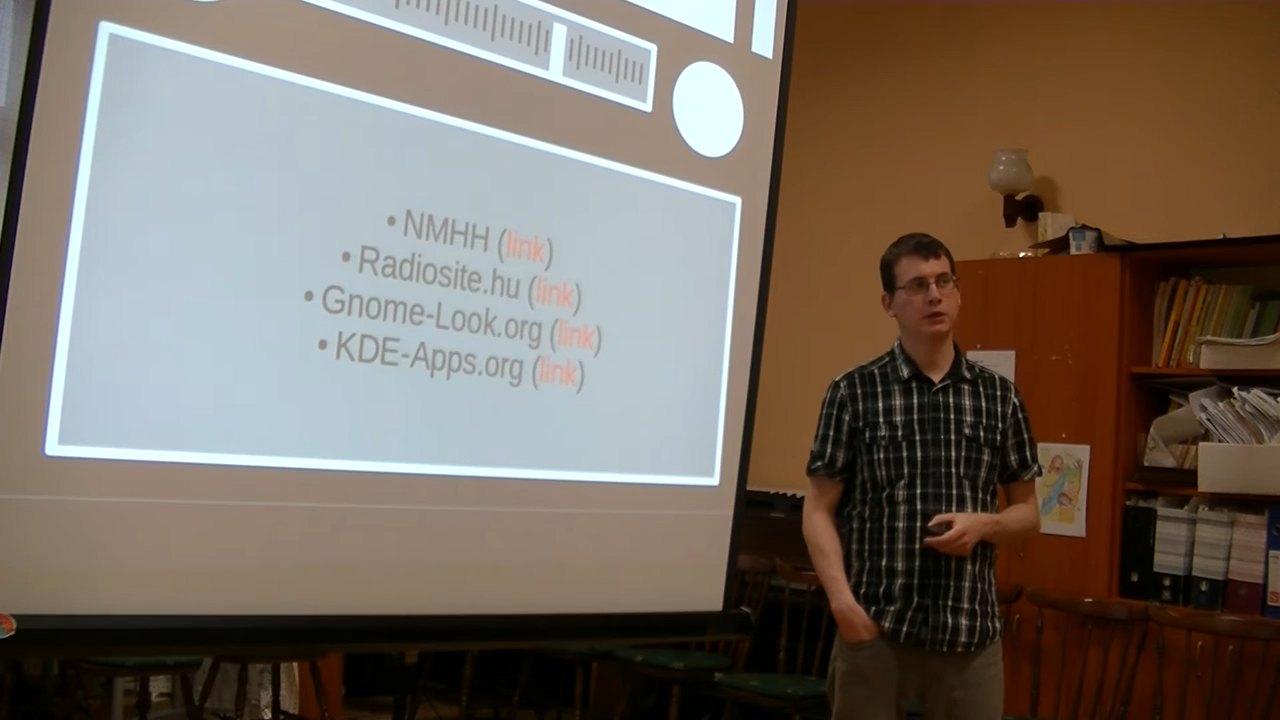 • NMHH (link)
• Radiosite.hu (link)
• Gnome-Look.org (link)
• KDE-Apps.org (link)